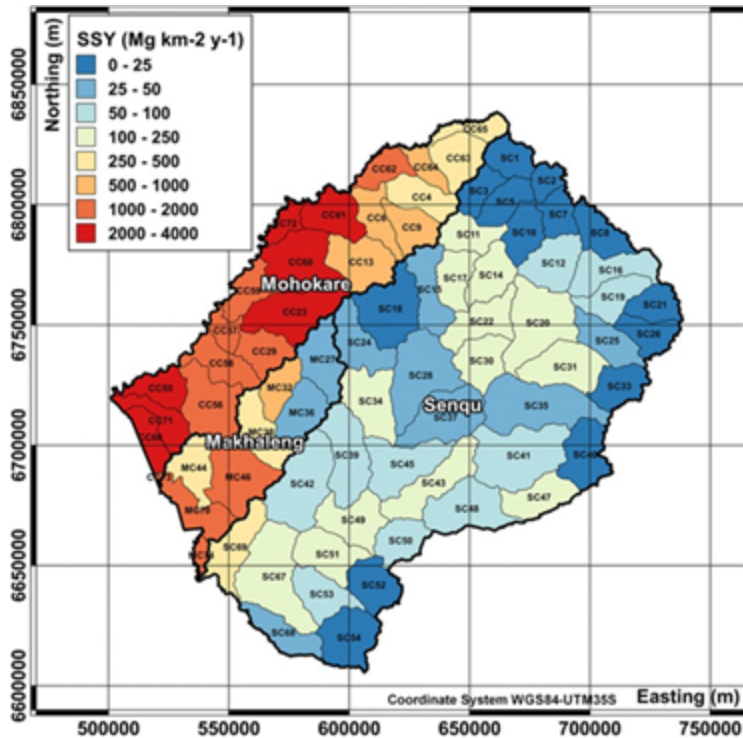 SSY (Mg km-2 y-1)
0 - 25
25 - 50
50 - 100
100 - 250
250 - 500
500 - 1000
1000 - 2000
2000 - 4000
Northing (m)
6850000
6800000
6750000
6700000
6650000
6600000
CC65
CC62
CC64
CC63
SC1
SC2
SC3
CC4
CC61
SC7
SC10
CC9
SC11
SC12
SC16
CC60
CC13
SC17
SC14
SC15
SC19
Mohokare
SC18
SC21
CC23
SC22
SC20
SC26
SC24
SC25
CC29
MC27
SC30
SC31
SC28
SC33
MC32
CC55
CC56
MC36
SC34
Senqu
SC35
SC37
CC71
Makhaleng
SC39
SC41
MC44
MC46
SC45
SC42
SC43
SC48
SC47
SC49
SC50
SC51
SC69
SC67
SC52
SC53
SC54
Coordinate System WGS84-UTM35S
Easting (m)
500000
550000
600000
650000
700000
750000